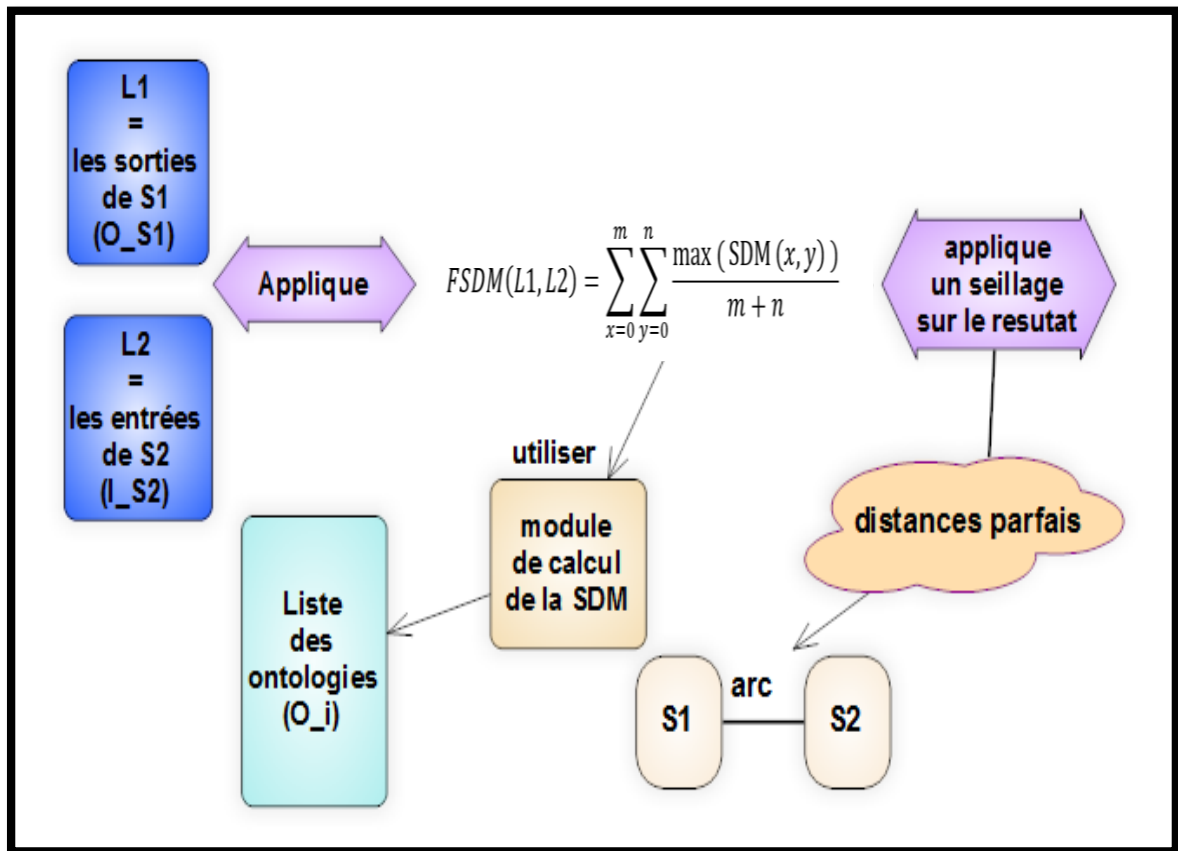 L1
=
les sorties
de S1
(O_S1)
L2
=
les entrées
de S2
(I_S2)
Applique
FSDM(L1,L2) = ∑_{x=0}^{m} ∑_{y=0}^{n} max ( SDM (x, y) ) / m + n
applique
un seillage
sur le resutat
utiliser
module
de calcul
de la SDM
distances parfais
Liste
des
ontologies
(O_i)
arc
S1
S2